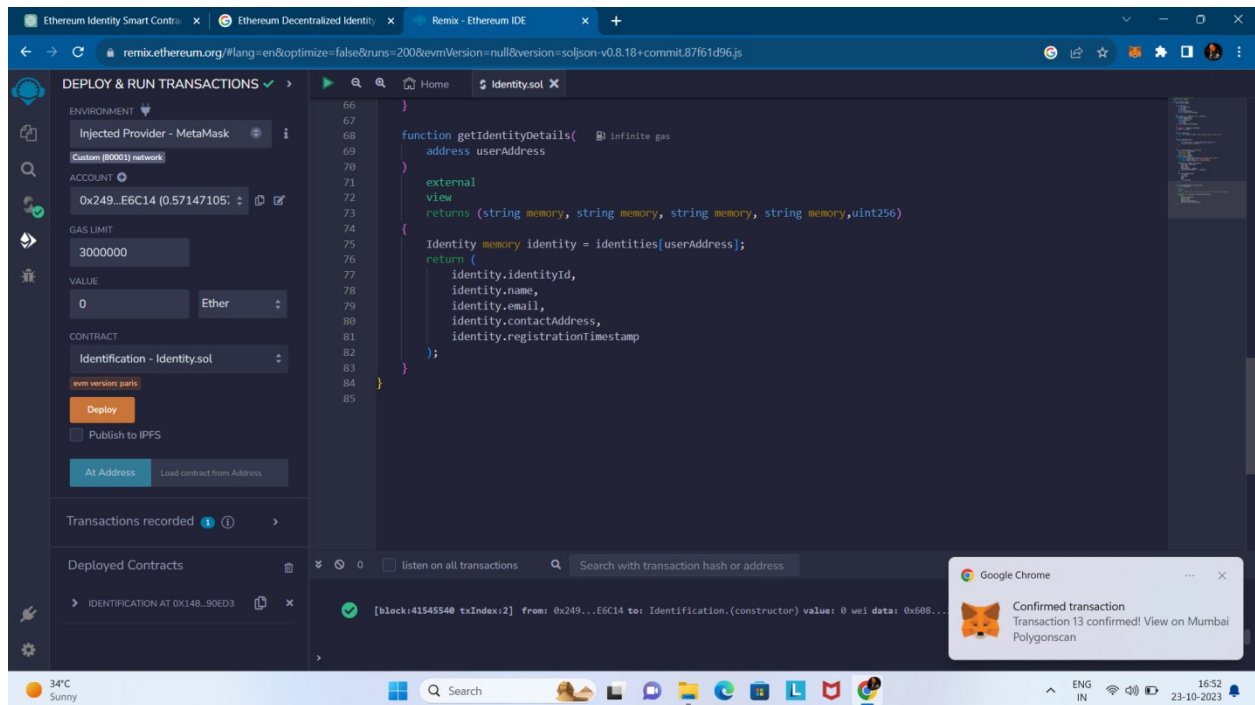 Ethereum Identity Smart Contra
Ethereum Decentralized Identity
Remix - Ethereum IDE
remix.ethereum.org/#lang=en&optimize=false&runs=200&evmVersion=null&version=soljson-v0.8.18+commit.87f61d96.js
DEPLOY & RUN TRANSACTIONS
ENVIRONMENT
Injected Provider - MetaMask
Custom (80001) network
ACCOUNT
0x249...E6C14 (0.57147105
GAS LIMIT
3000000
VALUE
0 Ether
CONTRACT
Identification - Identity.sol
evm version: paris
Deploy
Publish to IPFS
At Address Load contract from Address
Transactions recorded 1
Deployed Contracts
IDENTIFICATION AT 0X148...90ED3
Home Identity.sol
66 }
67
68 function getIdentityDetails( infinite gas
69 address userAddress
70 )
71 external
72 view
73 returns (string memory, string memory, string memory, string memory,uint256)
74 {
75 Identity memory identity = identities[userAddress];
76 return (
77 identity.identityId,
78 identity.name,
79 identity.email,
80 identity.contactAddress,
81 identity.registrationTimestamp
82 );
83 }
84 }
85
0 listen on all transactions Search with transaction hash or address
[block:41545540 txIndex:2] from: 0x249...E6C14 to: Identification.(constructor) value: 0 wei data: 0x608...
>
Google Chrome
Confirmed transaction
Transaction 13 confirmed! View on Mumbai
Polygonscan
34°C
Sunny
Search
ENG
IN
16:52
23-10-2023